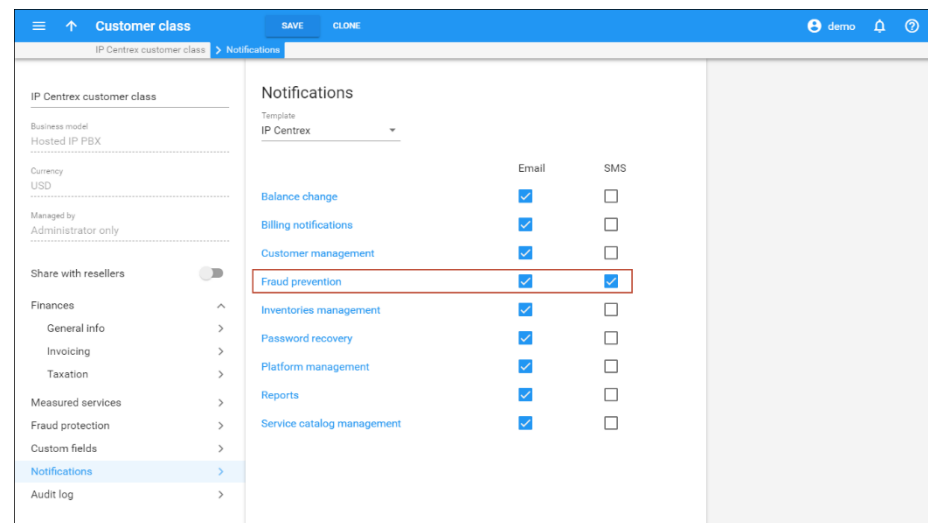 Customer class SAVE CLONE demo
IP Centrex customer class Notifications
IP Centrex customer class
Business model
Hosted IP PBX
Currency
USD
Managed by
Administrator only
Share with resellers
Finances
General info
Invoicing
Taxation
Measured services
Fraud protection
Custom fields
Notifications
Audit log
Notifications
Template
IP Centrex
Email SMS
Balance change
Billing notifications
Customer management
Fraud prevention
Inventories management
Password recovery
Platform management
Reports
Service catalog management